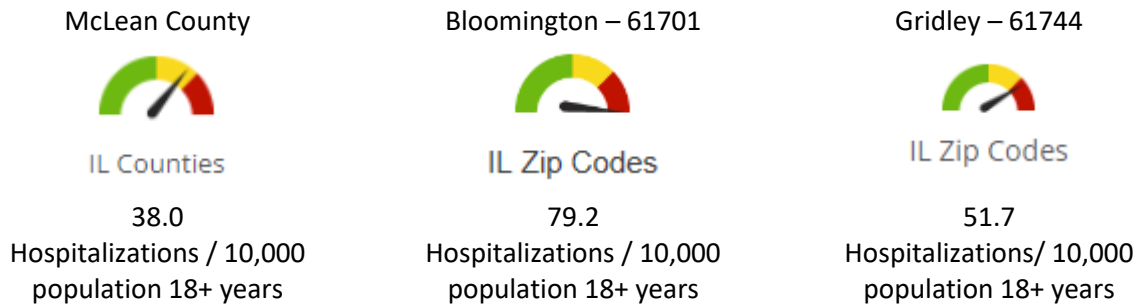 McLean County
IL Counties
38.0
Hospitalizations / 10,000
population 18+ years
Bloomington – 61701
IL Zip Codes
79.2
Hospitalizations / 10,000
population 18+ years
Gridley – 61744
IL Zip Codes
51.7
Hospitalizations/ 10,000
population 18+ years